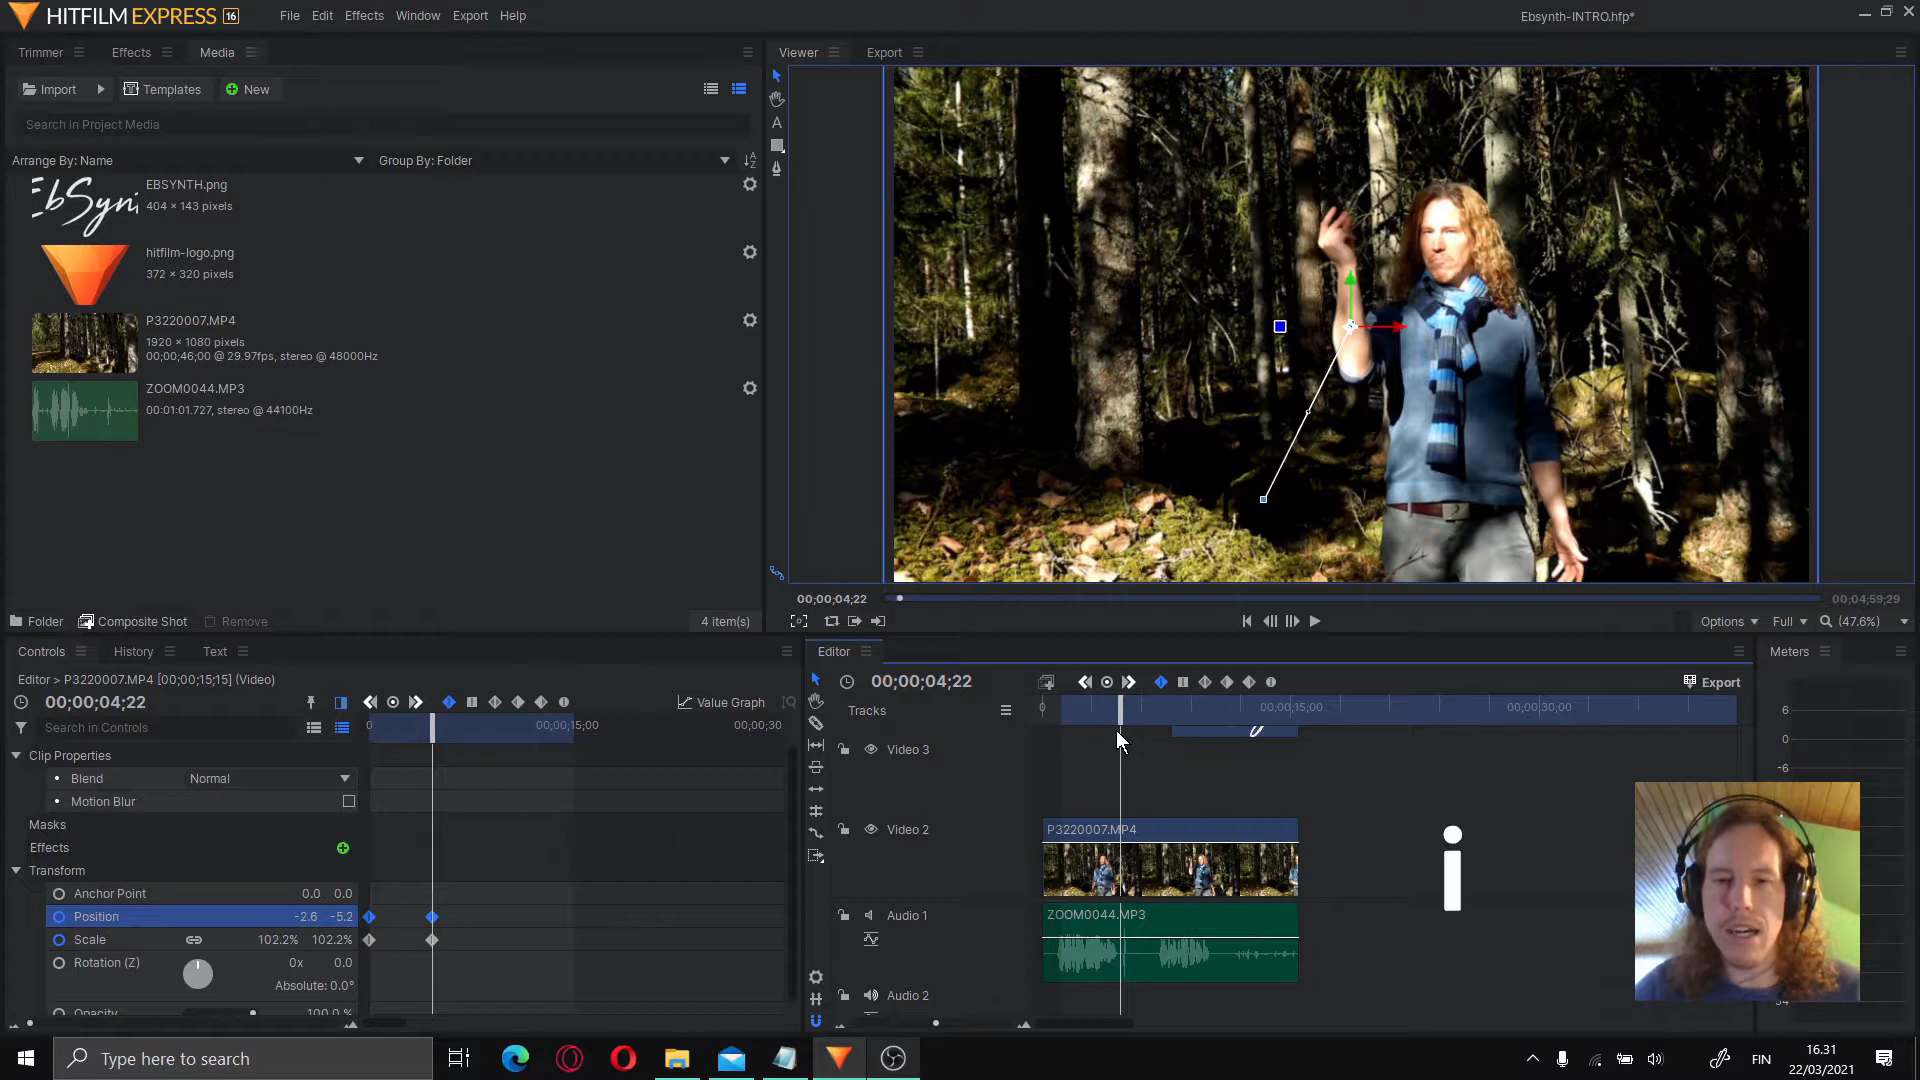 HITFILM EXPRESS 16
File Edit Effects Window Export Help
Ebsynth-INTRO.hfp*
Trimmer Effects Media
Viewer Export
Import Templates New
Search in Project Media
Arrange By: Name Group By: Folder
EBSYNTH.png
404 × 143 pixels
hitfilm-logo.png
372 × 320 pixels
P3220007.MP4
1920 × 1080 pixels
00;00;46;00 @ 29.97fps, stereo @ 48000Hz
ZOOM0044.MP3
00:01:01.727, stereo @ 44100Hz
Folder Composite Shot Remove 4 item(s)
00;00;04;22 00;04;59;29
Options Full (47.6%)
Controls History Text
Editor > P3220007.MP4 [00;00;15;15] (Video)
00;00;04;22
Value Graph
Search in Controls
0 00;00;15;00 00;00;30
Clip Properties
Blend Normal
Motion Blur
Masks
Effects
Transform
Anchor Point 0.0 0.0
Position -2.6 -5.2
Scale 102.2% 102.2%
Rotation (Z) 0x 0.0
Absolute: 0.0°
Opacity 100.0 %
Editor
00;00;04;22 Export
Tracks 0 00;00;15;00 00;00;30;00
Video 3
Video 2 P3220007.MP4
Audio 1 ZOOM0044.MP3
Audio 2
Meters
6
0
-6
i
Type here to search
FIN
16.31
22/03/2021